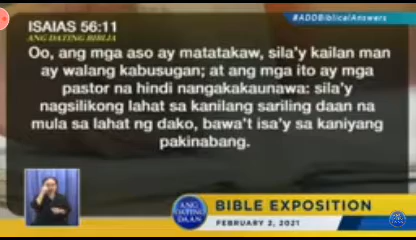 #ADDBiblicalAnswers
ISAIAS 56:11
ANG DATING BIBLIA
Oo, ang mga aso ay matatakaw, sila'y kailan man
ay walang kabusugan; at ang mga ito ay mga
pastor na hindi nangakakaunawa: sila'y
nagsilikong lahat sa kanilang sariling daan na
mula sa lahat ng dako, bawa't isa'y sa kaniyang
pakinabang.
ANG
DATING
DAAN
BIBLE EXPOSITION
FEBRUARY 2, 2021